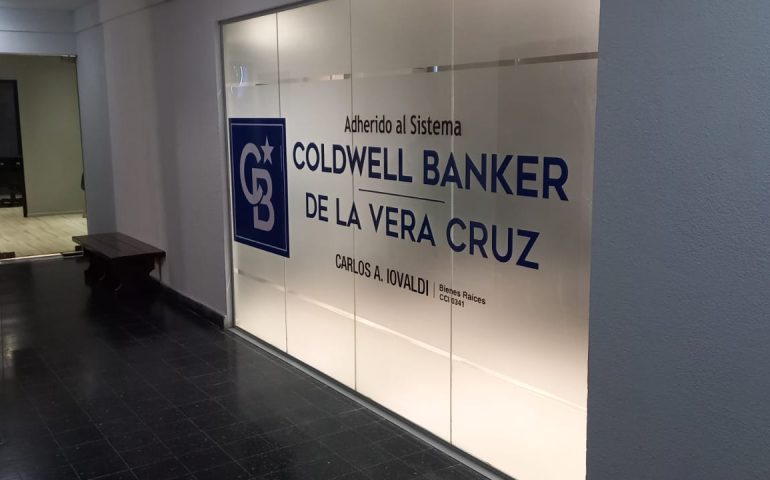 Adherido al Sistema
CB
COLDWELL BANKER
DE LA VERA CRUZ
CARLOS A. IOVALDI
Bienes Raíces
CCI 0341